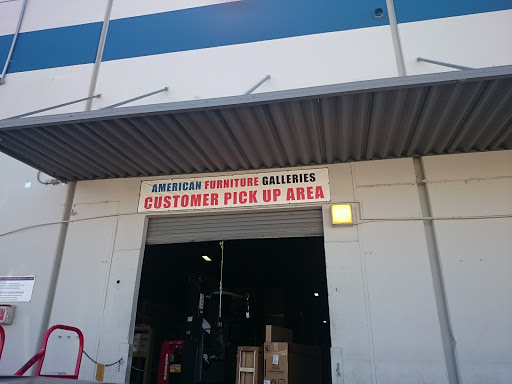 AMERICAN FURNITURE GALLERIES
CUSTOMER PICK UP AREA